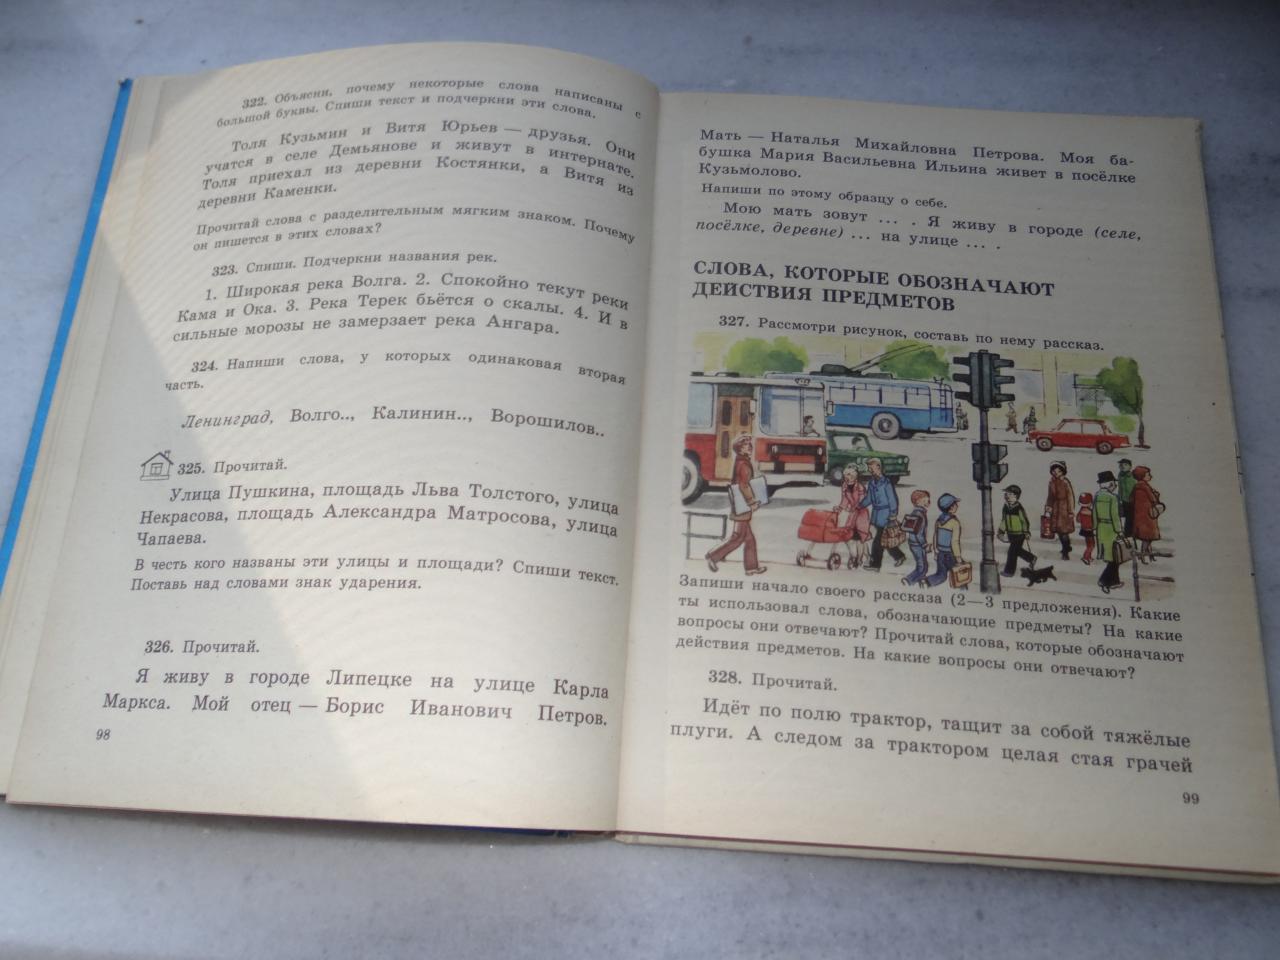 322. Объясни, почему некоторые слова написаны с
большой буквы. Спиши текст и подчеркни эти слова.
Толя Кузьмин и Витя Юрьев — друзья. Они
учатся в селе Демьянове и живут в интернате.
Толя приехал из деревни Костянки, а Витя из
деревни Каменки.
Прочитай слова с разделительным мягким знаком. Почему
он пишется в этих словах?
323. Спиши. Подчеркни названия рек.
1. Широкая река Волга. 2. Спокойно текут реки
Кама и Ока. 3. Река Терек бьётся о скалы. 4. И в
сильные морозы не замерзает река Ангара.
324. Напиши слова, у которых одинаковая вторая
часть.
Ленинград, Волго.., Калинин.., Ворошилов..
325. Прочитай.
Улица Пушкина, площадь Льва Толстого, улица
Некрасова, площадь Александра Матросова, улица
Чапаева.
В честь кого названы эти улицы и площади? Спиши текст.
Поставь над словами знак ударения.
326. Прочитай.
Я живу в городе Липецке на улице Карла
Маркса. Мой отец — Борис Иванович Петров.
98
Мать — Наталья Михайловна Петрова. Моя ба-
бушка Мария Васильевна Ильина живет в посёлке
Кузьмолово.
Напиши по этому образцу о себе.
Мою мать зовут ... . Я живу в городе (селе,
посёлке, деревне) ... на улице ... .
СЛОВА, КОТОРЫЕ ОБОЗНАЧАЮТ
ДЕЙСТВИЯ ПРЕДМЕТОВ
327. Рассмотри рисунок, составь по нему рассказ.
Запиши начало своего рассказа (2—3 предложения). Какие
ты использовал слова, обозначающие предметы? На какие
вопросы они отвечают? Прочитай слова, которые обозначают
действия предметов. На какие вопросы они отвечают?
328. Прочитай.
Идёт по полю трактор, тащит за собой тяжёлые
плуги. А следом за трактором целая стая грачей
99